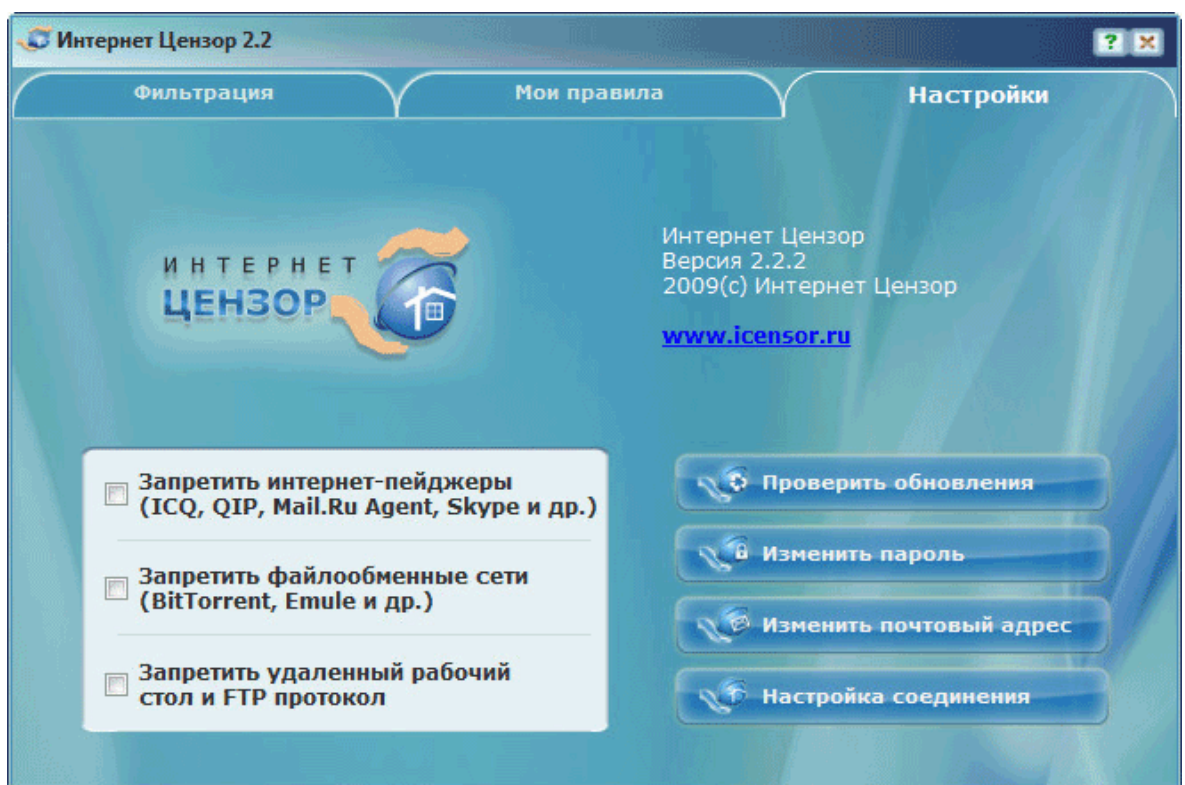 Интернет Цензор 2.2
?
Фильтрация
Мои правила
Настройки
ИНТЕРНЕТ
ЦЕНЗОР
Интернет Цензор
Версия 2.2.2
2009(c) Интернет Цензор
www.icensor.ru
Запретить интернет-пейджеры
(ICQ, QIP, Mail.Ru Agent, Skype и др.)
Запретить файлообменные сети
(BitTorrent, Emule и др.)
Запретить удаленный рабочий
стол и FTP протокол
Проверить обновления
Изменить пароль
Изменить почтовый адрес
Настройка соединения